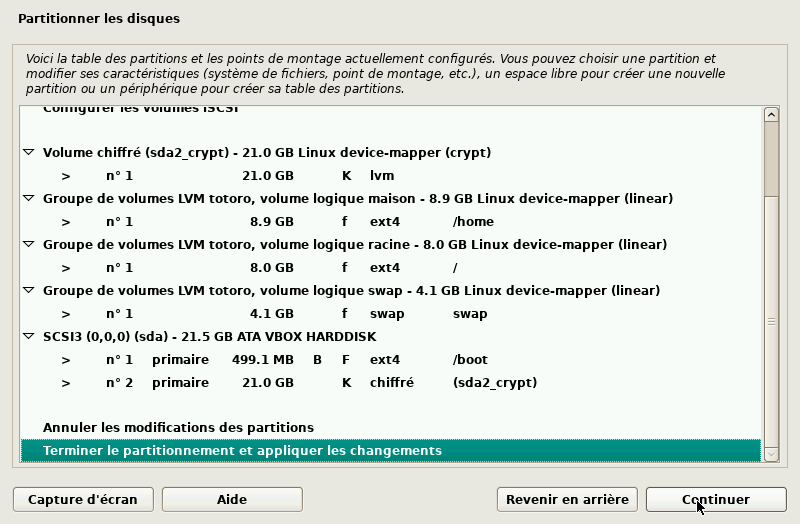 Partitionner les disques
Voici la table des partitions et les points de montage actuellement configurés. Vous pouvez choisir une partition et
modifier ses caractéristiques (système de fichiers, point de montage, etc.), un espace libre pour créer une nouvelle
partition ou un périphérique pour créer sa table des partitions.
Configurer les volumes iSCSI
Volume chiffré (sda2_crypt) - 21.0 GB Linux device-mapper (crypt)
> n° 1 21.0 GB K lvm
Groupe de volumes LVM totoro, volume logique maison - 8.9 GB Linux device-mapper (linear)
> n° 1 8.9 GB f ext4 /home
Groupe de volumes LVM totoro, volume logique racine - 8.0 GB Linux device-mapper (linear)
> n° 1 8.0 GB f ext4 /
Groupe de volumes LVM totoro, volume logique swap - 4.1 GB Linux device-mapper (linear)
> n° 1 4.1 GB f swap swap
SCSI3 (0,0,0) (sda) - 21.5 GB ATA VBOX HARDDISK
> n° 1 primaire 499.1 MB B F ext4 /boot
> n° 2 primaire 21.0 GB K chiffré (sda2_crypt)
Annuler les modifications des partitions
Terminer le partitionnement et appliquer les changements
Capture d'écran Aide Revenir en arrière Continuer